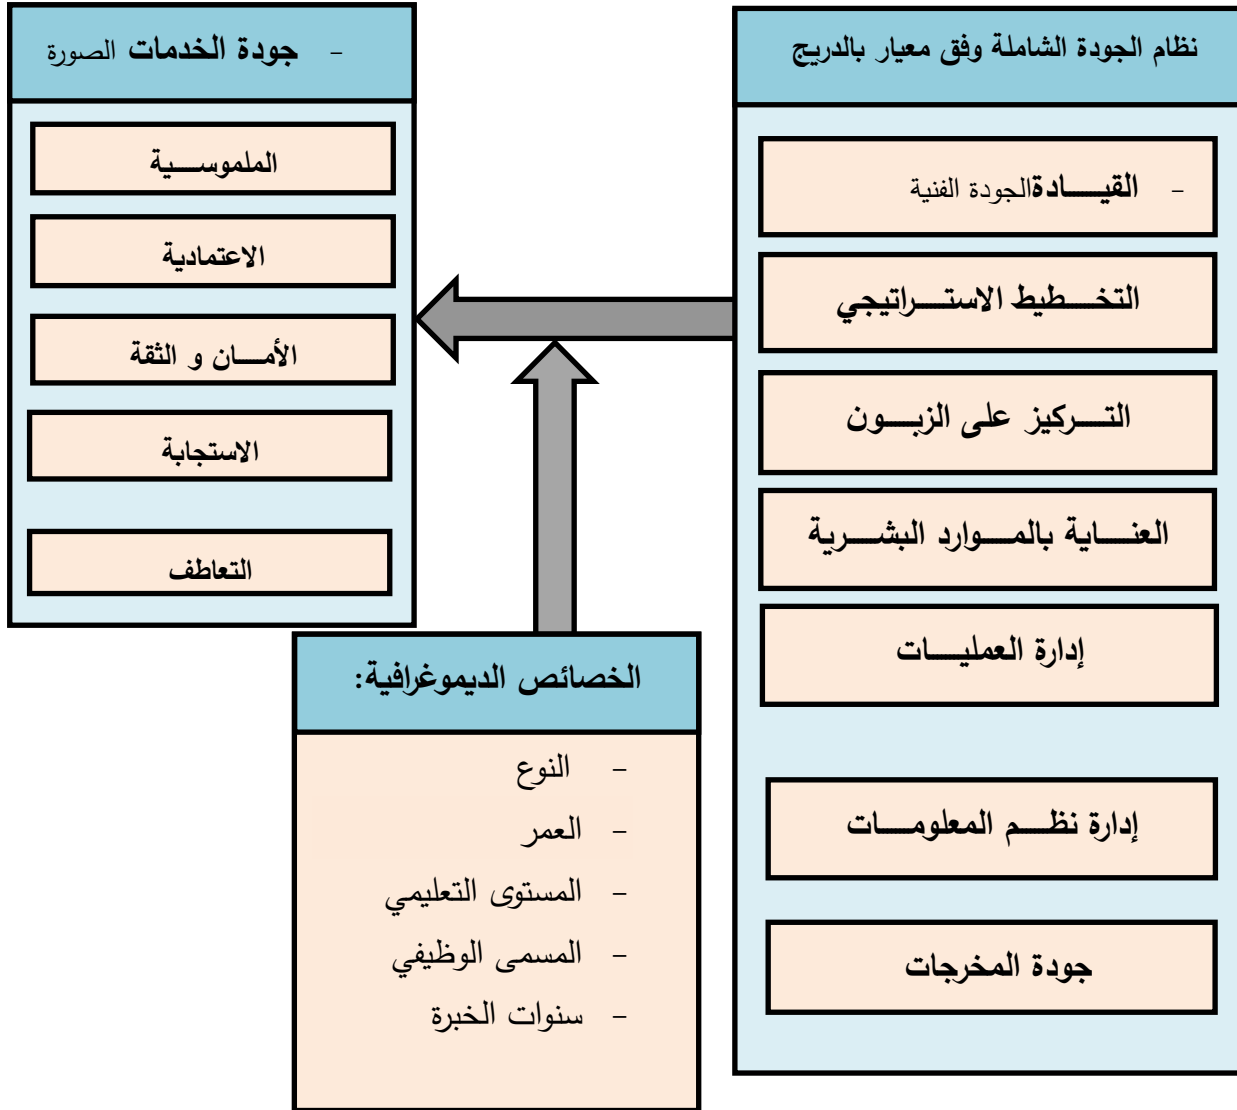 نظام الجودة الشاملة وفق معيار بالدريج
- القيـــــادةالجودة الفنية
التخـــطيط الاستـــراتيجي
التـــركيز على الزبـــون
العنـــاية بالمـــوارد البشـــرية
إدارة العمليـــات
إدارة نظـــم المعلومـــات
جودة المخرجات
- جودة الخدمات الصورة
الملموســـية
الاعتمادية
الأمـــان و الثقة
الاستجابة
التعاطف
الخصائص الديموغرافية:
- النوع
- العمر
- المستوى التعليمي
- المسمى الوظيفي
- سنوات الخبرة